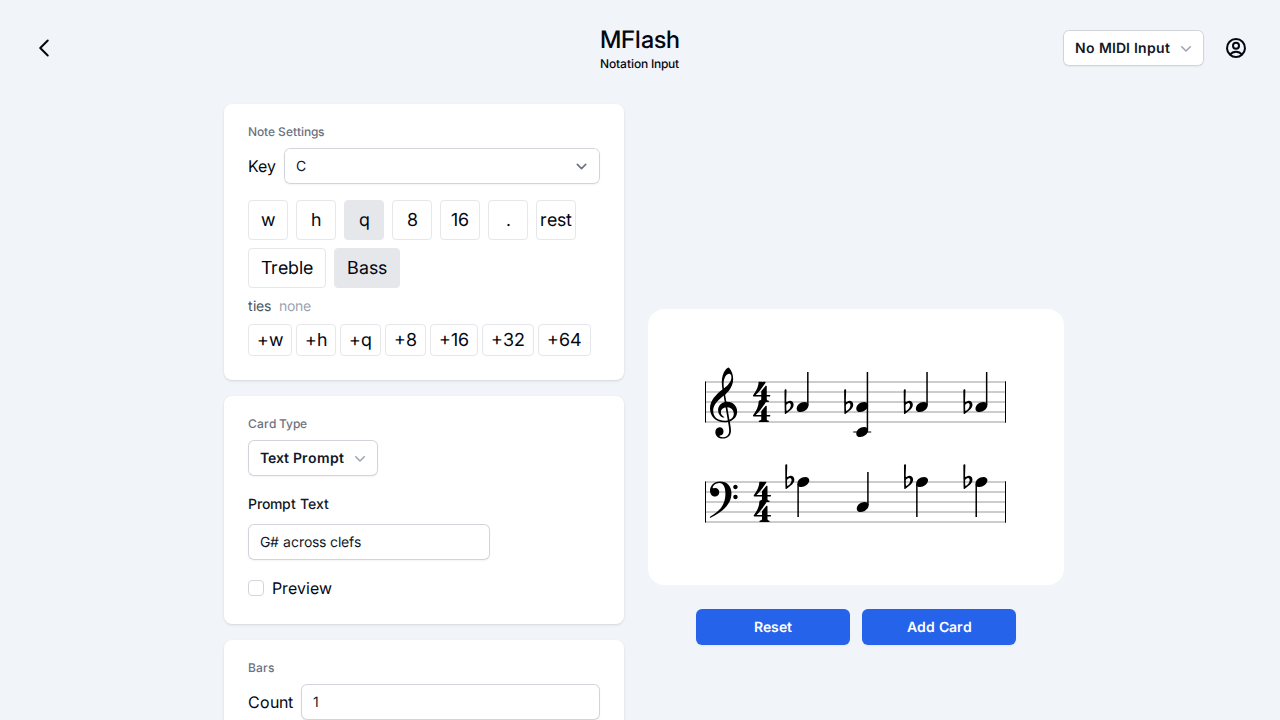 MFlash
Notation Input
No MIDI Input
Note Settings
Key C
w h q 8 16 . rest
Treble Bass
ties none
+w +h +q +8 +16 +32 +64
Card Type
Text Prompt
Prompt Text
G# across clefs
Preview
Bars
Count 1
4
4
4
4
Reset Add Card